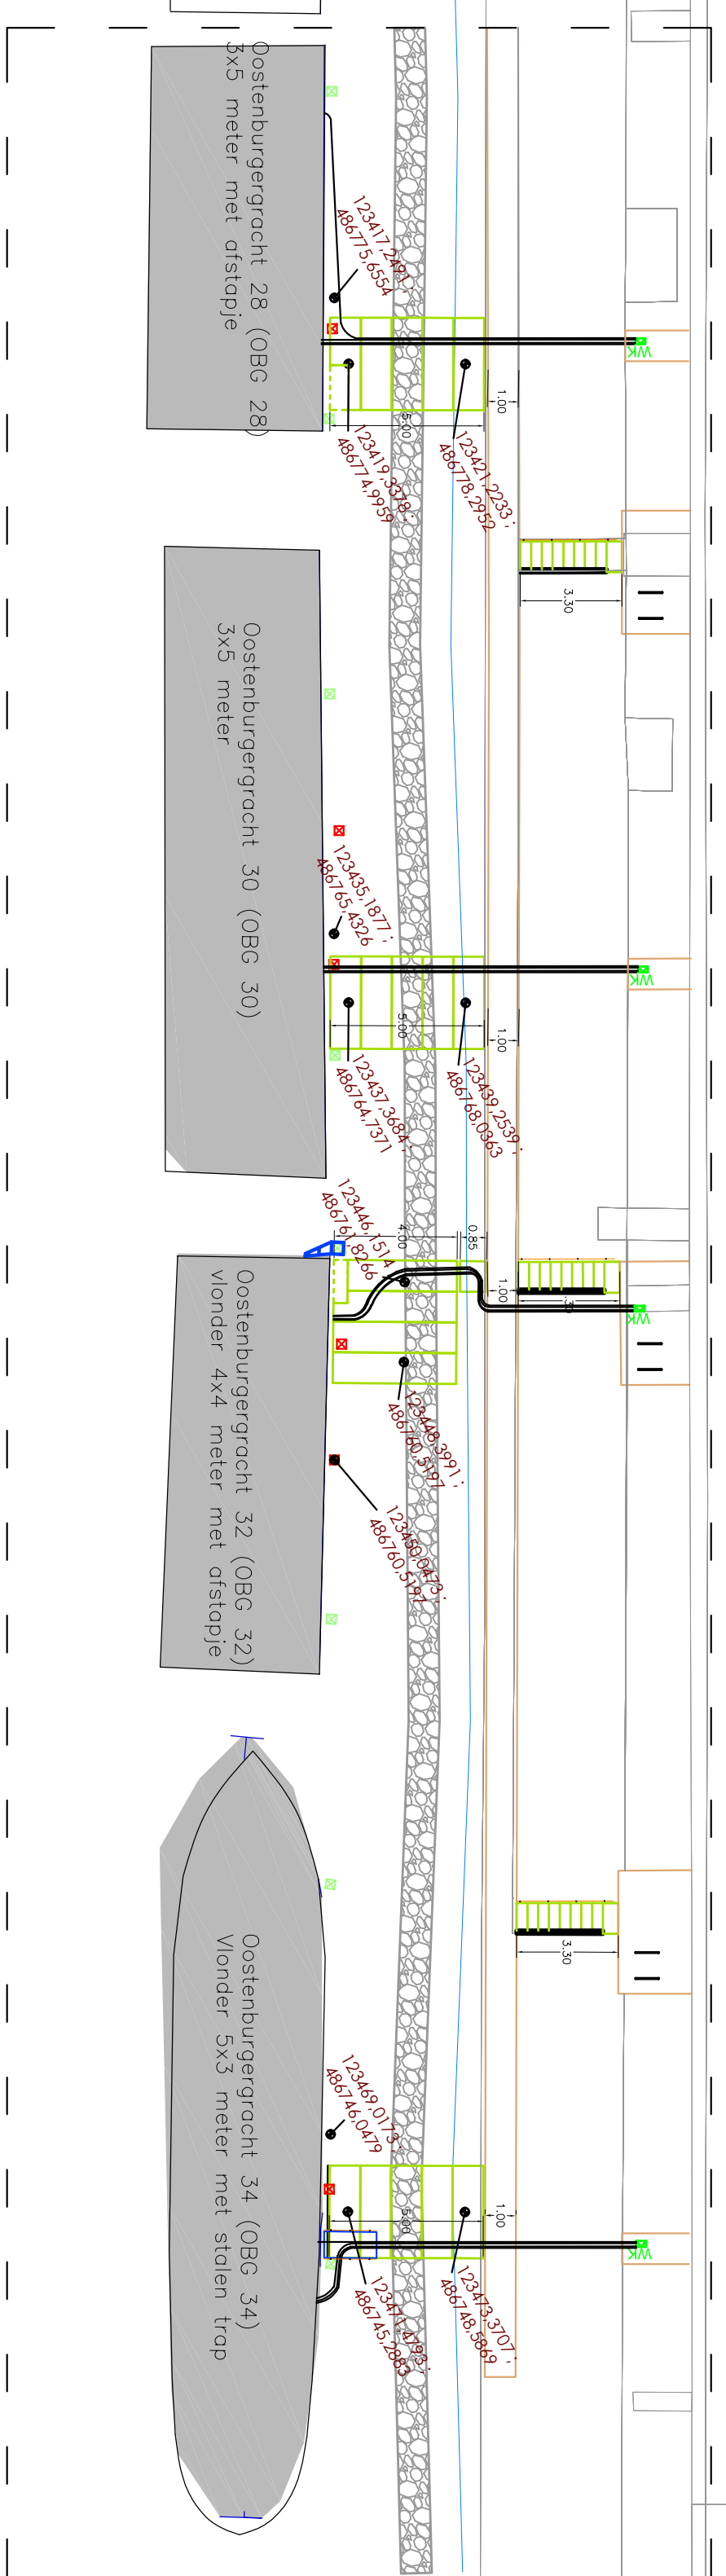 Oostenburgergracht 28 (OBG 28)
3x5 meter met afstapje
123417,2491;
486775,6554
123419,3378;
486774,9959
123421,2233;
486778,2952
5.00
1.00
WK
3.30
Oostenburgergracht 30 (OBG 30)
3x5 meter
123435,1877;
486765,4326
123437,3684;
486764,7371
123439,2539;
486768,0363
5.00
1.00
WK
Oostenburgergracht 32 (OBG 32)
vlonder 4x4 meter met afstapje
123446,1514
486761,8266
4.00
0.85
1.00
WK
123448,3991;
486760,5197
123450,0473;
486760,5197
3.30
Oostenburgergracht 34 (OBG 34)
Vlonder 5x3 meter met stalen trap
123469,0173;
486746,0479
486745,2883
123473,3707;
486748,5869
5.00
1.00
WK